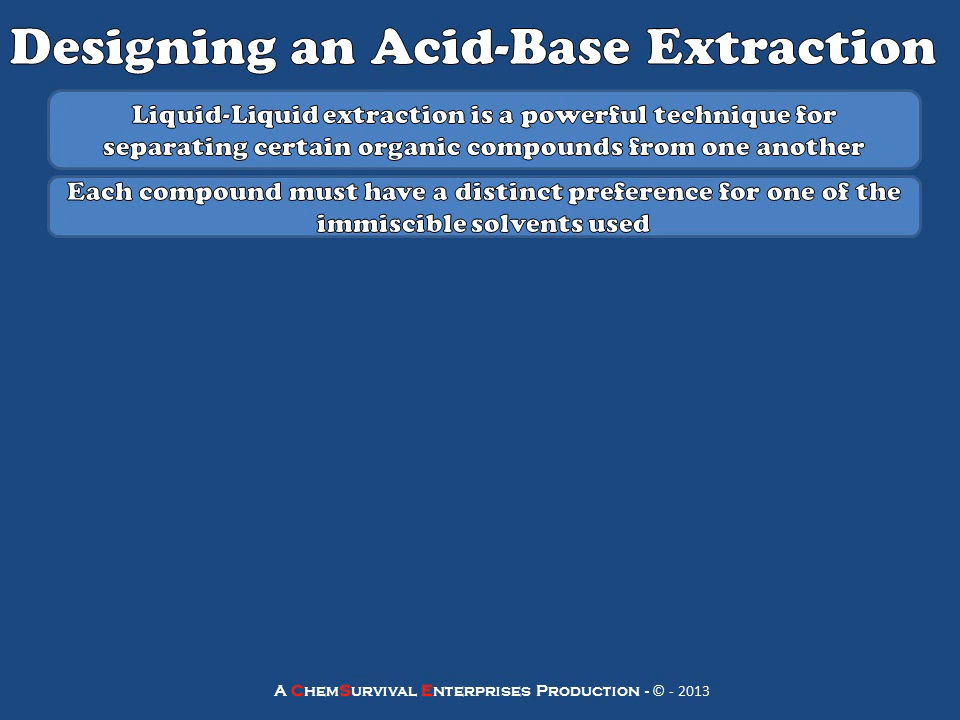 Designing an Acid-Base Extraction
Liquid-Liquid extraction is a powerful technique for
separating certain organic compounds from one another
Each compound must have a distinct preference for one of the
immiscible solvents used
A ChemSurvival Enterprises Production - © - 2013